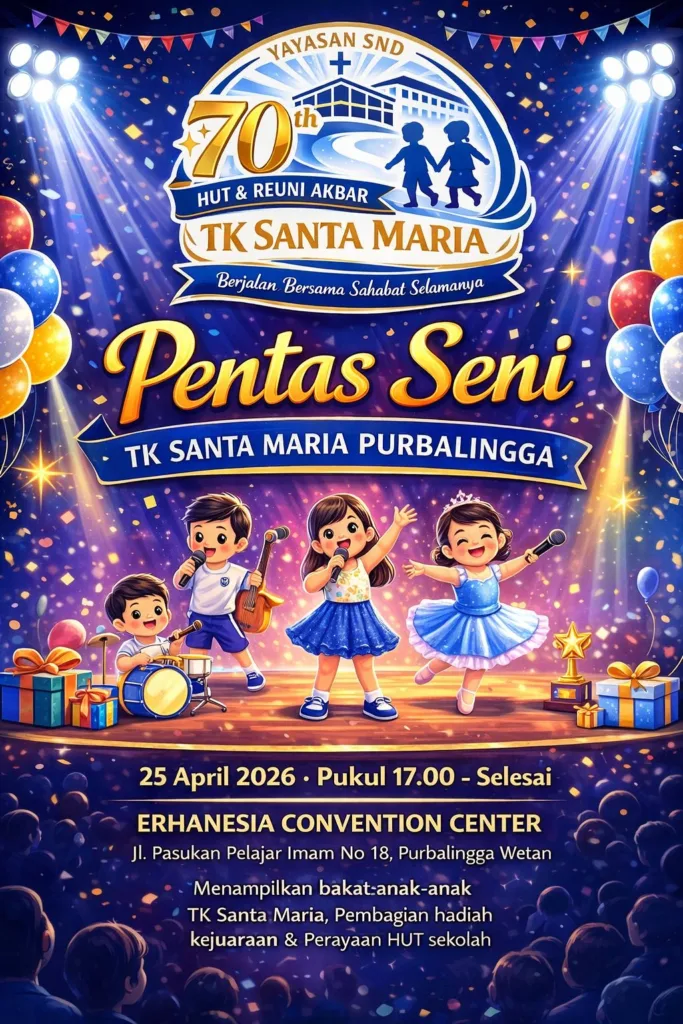 YAYASAN SND
70th
HUT & REUNI AKBAR
TK SANTA MARIA
Berjalan Bersama Sahabat Selamanya
Pentas Seni
TK SANTA MARIA PURBALINGGA
25 April 2026 • Pukul 17.00 - Selesai
ERHANESIA CONVENTION CENTER
Jl. Pasukan Pelajar Imam No 18, Purbalingga Wetan
Menampilkan bakat-anak-anak
TK Santa Maria, Pembagian hadiah
kejuaraan & Perayaan HUT sekolah